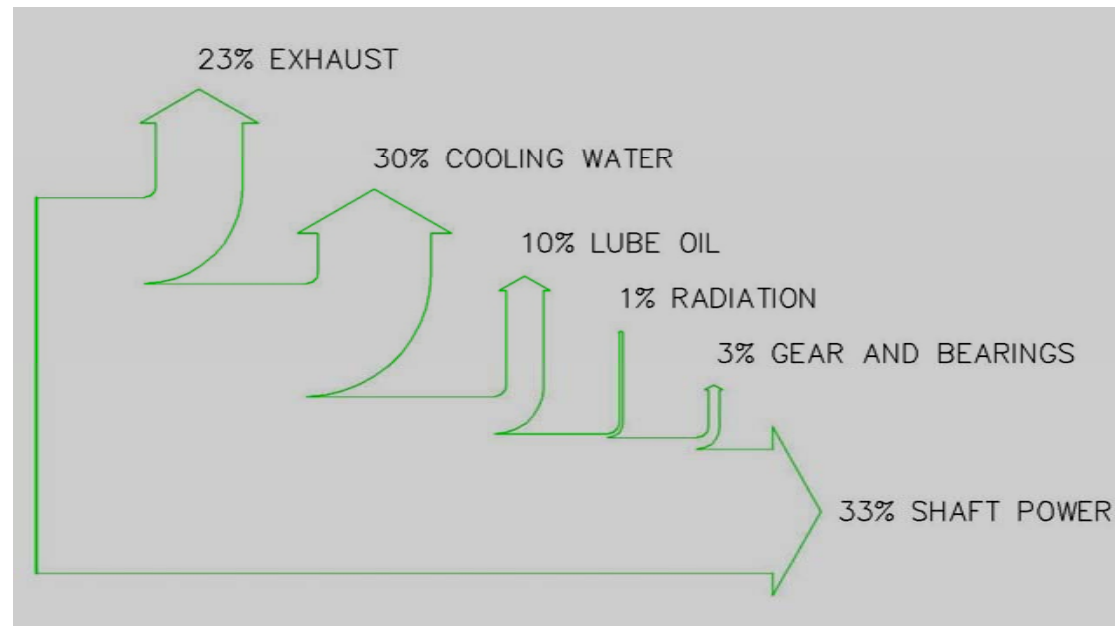 23% EXHAUST
30% COOLING WATER
10% LUBE OIL
1% RADIATION
3% GEAR AND BEARINGS
33% SHAFT POWER